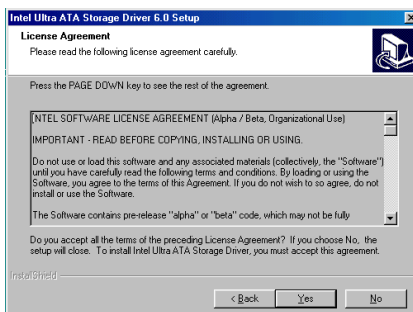 Intel Ultra ATA Storage Driver 6.0 Setup
License Agreement
Please read the following license agreement carefully.
Press the PAGE DOWN key to see the rest of the agreement.
INTEL SOFTWARE LICENSE AGREEMENT (Alpha / Beta, Organizational Use)
IMPORTANT - READ BEFORE COPYING, INSTALLING OR USING.
Do not use or load this software and any associated materials (collectively, the "Software")
until you have carefully read the following terms and conditions. By loading or using the
Software, you agree to the terms of this Agreement. If you do not wish to so agree, do not
install or use the Software.
The Software contains pre-release "alpha" or "beta" code, which may not be fully
Do you accept all the terms of the preceding License Agreement? If you choose No, the
setup will close. To install Intel Ultra ATA Storage Driver, you must accept this agreement.
InstallShield
< Back Yes No